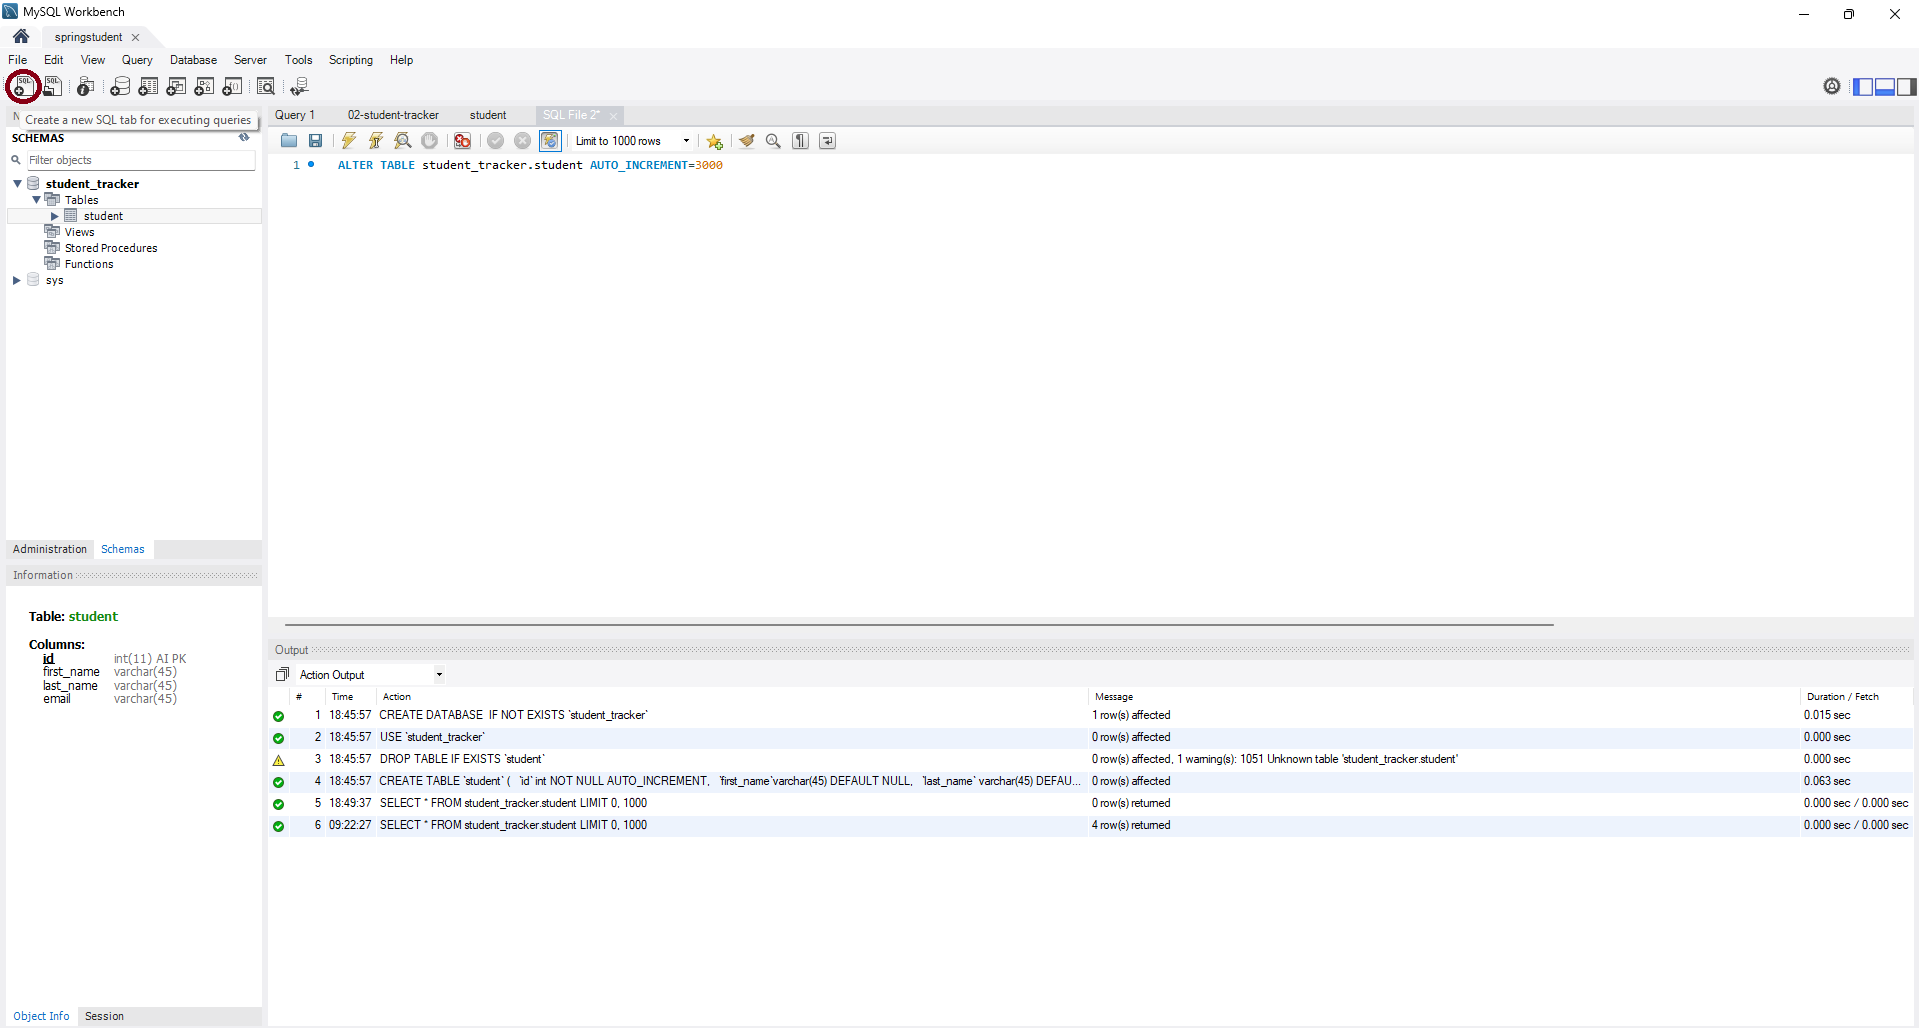 MySQL Workbench
springstudent
File Edit View Query Database Server Tools Scripting Help
Create a new SQL tab for executing queries
SCHEMAS
Filter objects
student_tracker
Tables
student
Views
Stored Procedures
Functions
sys
Administration Schemas
Information
Table: student
Columns:
id int(11) AI PK
first_name varchar(45)
last_name varchar(45)
email varchar(45)
Object Info Session
Query 1 02-student-tracker student SQL File 2*
Limit to 1000 rows
1 ALTER TABLE student_tracker.student AUTO_INCREMENT=3000
Output
Action Output
# Time Action Message Duration / Fetch
1 18:45:57 CREATE DATABASE IF NOT EXISTS `student_tracker` 1 row(s) affected 0.015 sec
2 18:45:57 USE `student_tracker` 0 row(s) affected 0.000 sec
3 18:45:57 DROP TABLE IF EXISTS `student` 0 row(s) affected, 1 warning(s): 1051 Unknown table 'student_tracker.student' 0.000 sec
4 18:45:57 CREATE TABLE `student` ( `id` int NOT NULL AUTO_INCREMENT, `first_name` varchar(45) DEFAULT NULL, `last_name` varchar(45) DEFAU... 0 row(s) affected 0.063 sec
5 18:49:37 SELECT * FROM student_tracker.student LIMIT 0, 1000 0 row(s) returned 0.000 sec / 0.000 sec
6 09:22:27 SELECT * FROM student_tracker.student LIMIT 0, 1000 4 row(s) returned 0.000 sec / 0.000 sec